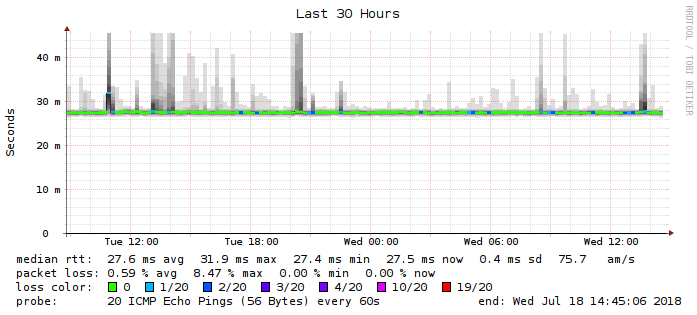 Last 30 Hours
RRDTOOL / TOBI OETIKER
Seconds
40 m
30 m
20 m
10 m
0
Tue 12:00 Tue 18:00 Wed 00:00 Wed 06:00 Wed 12:00
median rtt: 27.6 ms avg 31.9 ms max 27.4 ms min 27.5 ms now 0.4 ms sd 75.7 am/s
packet loss: 0.59 % avg 8.47 % max 0.00 % min 0.00 % now
loss color: 0 1/20 2/20 3/20 4/20 10/20 19/20
probe: 20 ICMP Echo Pings (56 Bytes) every 60s end: Wed Jul 18 14:45:06 2018